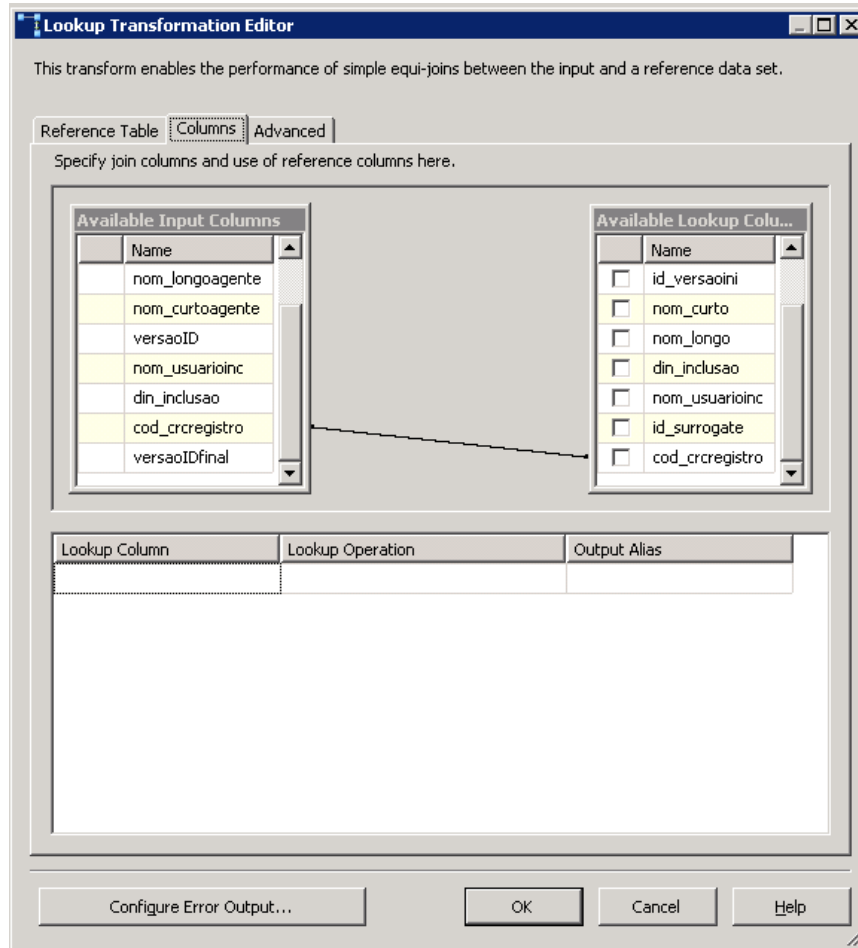 Lookup Transformation Editor
This transform enables the performance of simple equi-joins between the input and a reference data set.
Reference Table Columns Advanced
Specify join columns and use of reference columns here.
Available Input Columns
Name
nom_longoagente
nom_curtoagente
versaoID
nom_usuarioinc
din_inclusao
cod_crcregistro
versaoIDfinal
Available Lookup Colu...
Name
id_versaoini
nom_curto
nom_longo
din_inclusao
nom_usuarioinc
id_surrogate
cod_crcregistro
Lookup Column Lookup Operation Output Alias
Configure Error Output... OK Cancel Help